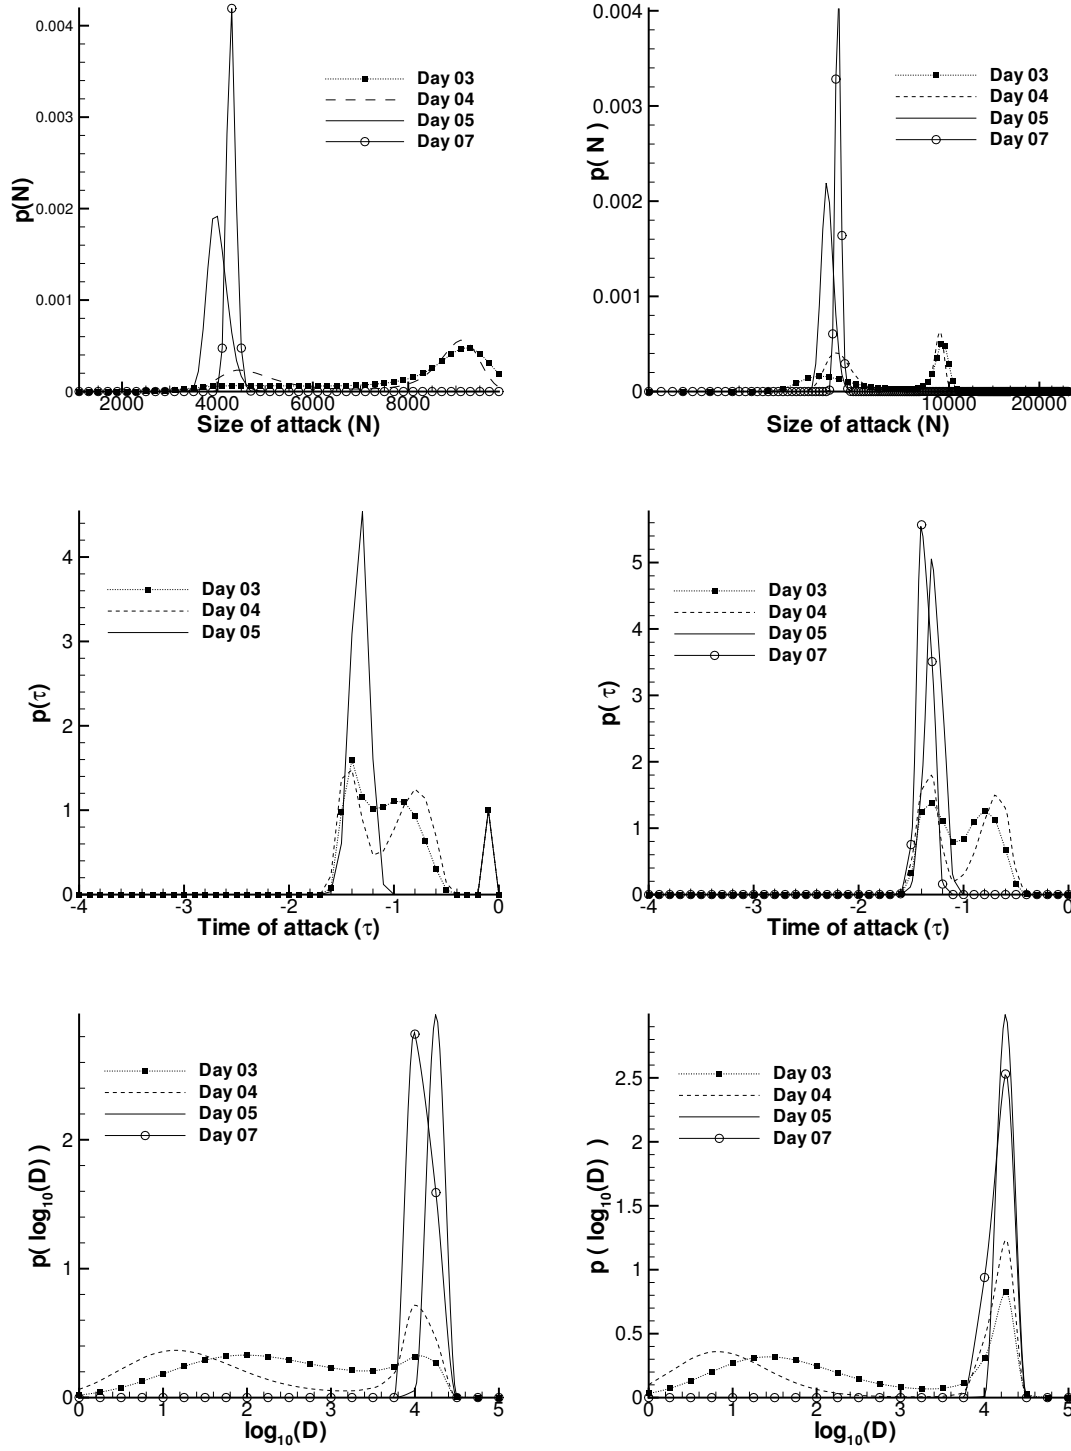 0.004
0.003
0.002
0.001
0
p(N)
Day 03
Day 04
Day 05
Day 07
2000 4000 6000 8000
Size of attack (N)
0.004
0.003
0.002
0.001
0
p( N )
Day 03
Day 04
Day 05
Day 07
10000 20000
Size of attack (N)
4
3
2
1
0
p(τ)
Day 03
Day 04
Day 05
-4 -2 -1 0
Time of attack (τ)
5
4
3
2
1
0
p( τ)
Day 03
Day 04
Day 05
Day 07
-4 -2 -1 0
Time of attack (τ)
2
1
0
p( log10(D) )
Day 03
Day 04
Day 05
Day 07
0 1 2 3 4 5
log10(D)
2.5
2
1.5
1
0.5
0
p ( log10(D) )
Day 03
Day 04
Day 05
Day 07
0 1 2 3 4 5
log10(D)